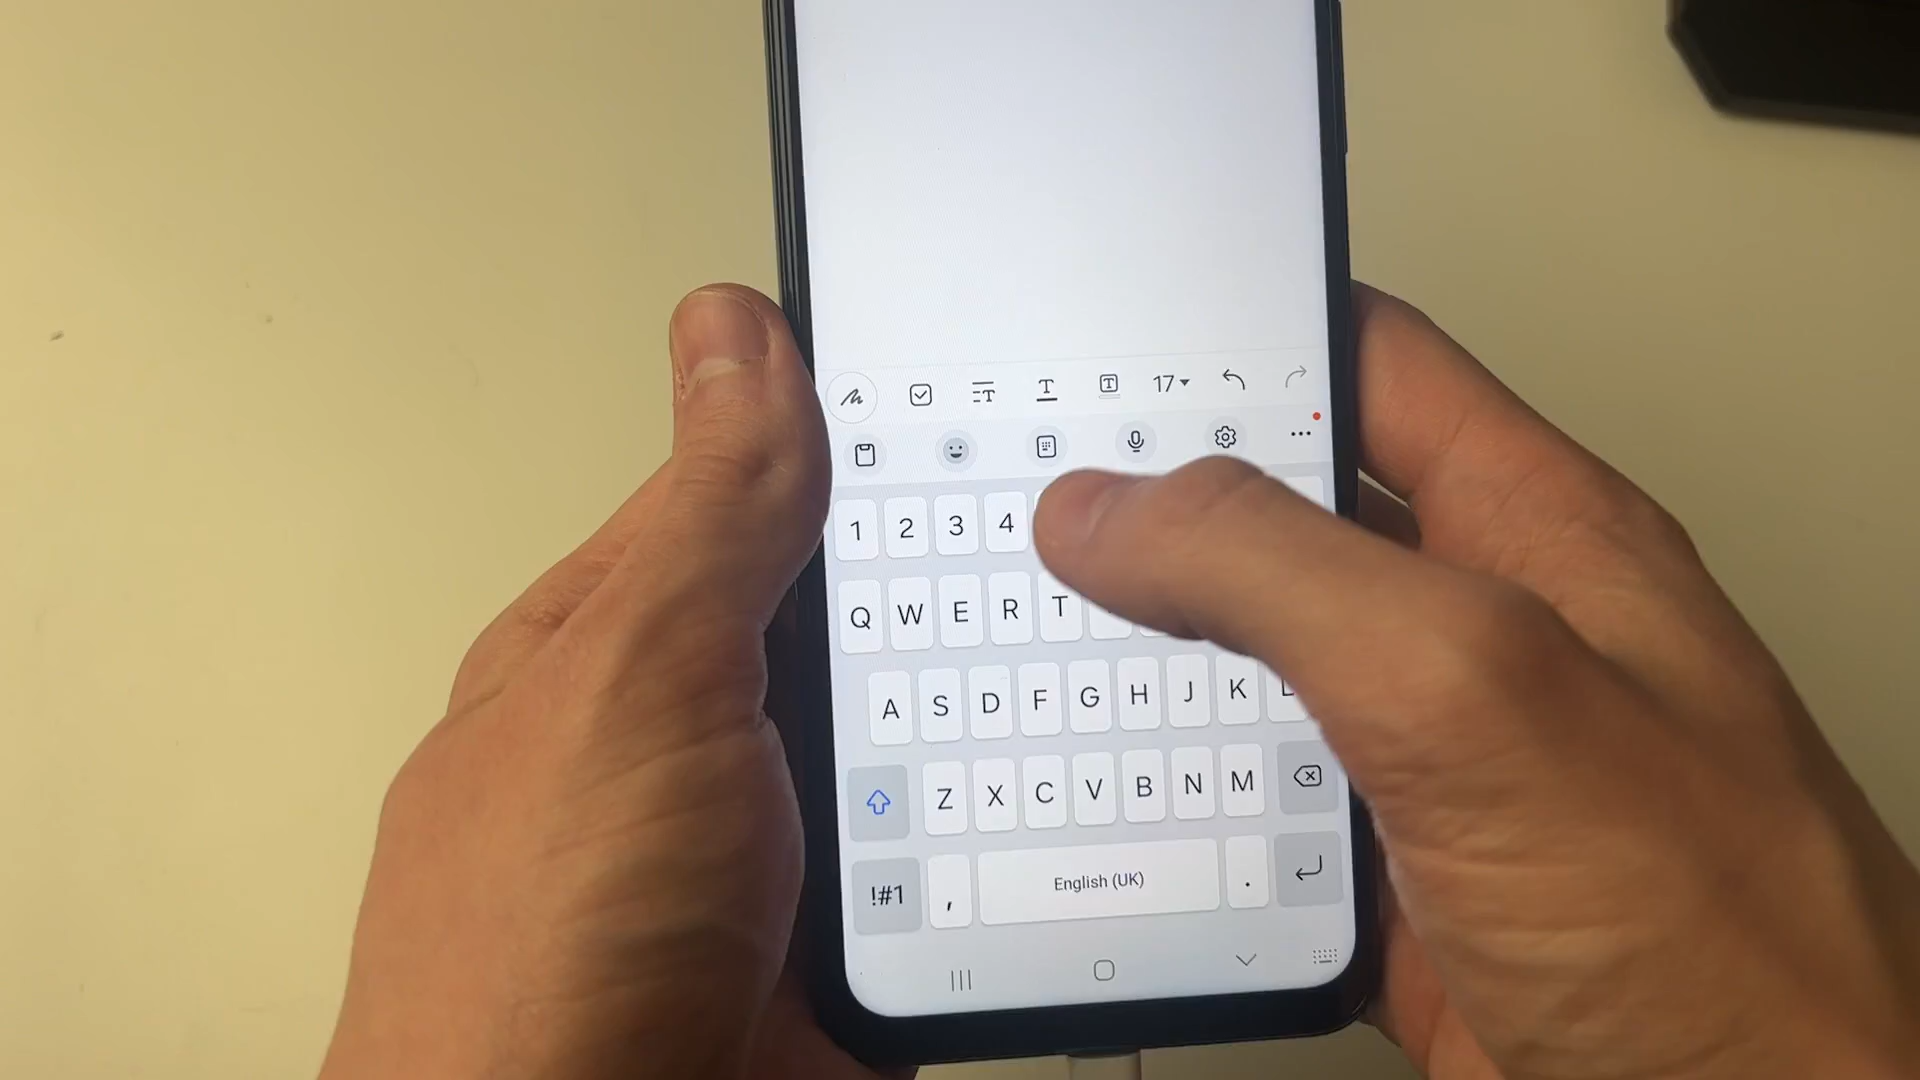 17
1 2 3 4
Q W E R T
A S D F G H J K L
Z X C V B N M
!#1 , English (UK) .